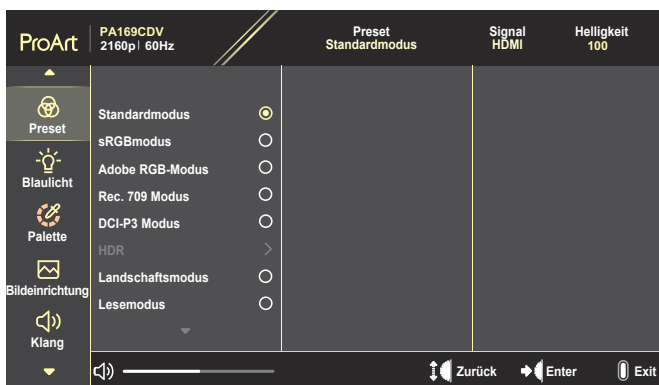 ProArt
PA169CDV
2160p | 60Hz
Preset
Standardmodus
Signal
HDMI
Helligkeit
100
Preset
Blaulicht
Palette
Bildeinrichtung
Klang
Standardmodus
sRGBmodus
Adobe RGB-Modus
Rec. 709 Modus
DCI-P3 Modus
HDR
Landschaftsmodus
Lesemodus
Zurück
Enter
Exit